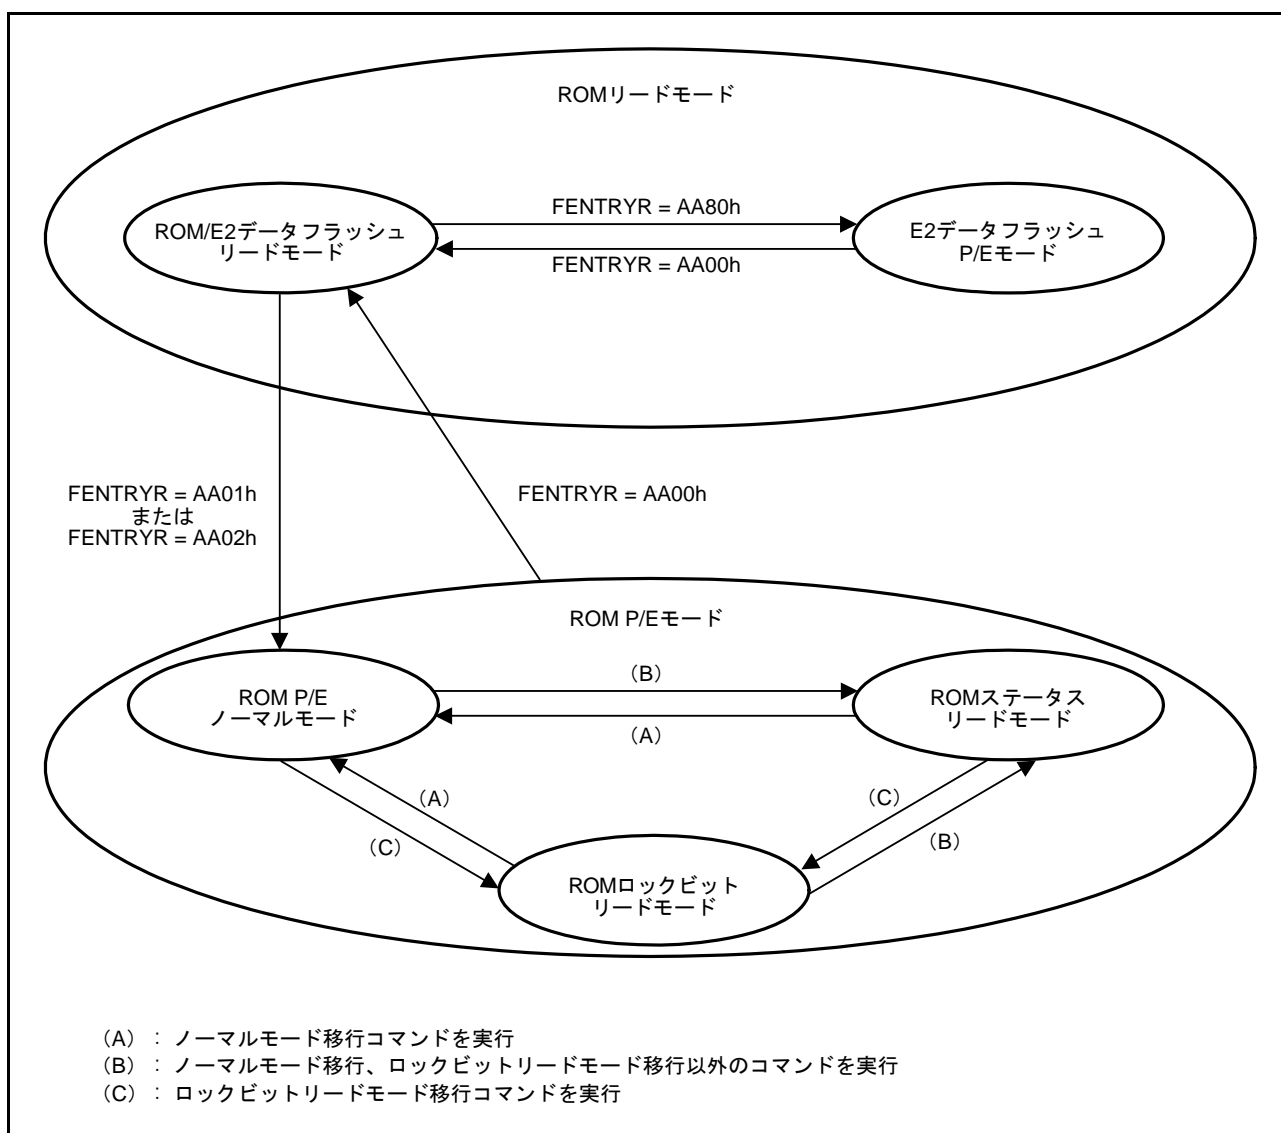 ROMリードモード
ROM/E2データフラッシュ
リードモード
FENTRYR = AA80h
FENTRYR = AA00h
E2データフラッシュ
P/Eモード
FENTRYR = AA01h
または
FENTRYR = AA02h
FENTRYR = AA00h
ROM P/Eモード
ROM P/E
ノーマルモード
（B）
（A）
ROMステータス
リードモード
（A）
（C）
（C）
（B）
ROMロックビット
リードモード
（A）： ノーマルモード移行コマンドを実行
（B）： ノーマルモード移行、ロックビットリードモード移行以外のコマンドを実行
（C）： ロックビットリードモード移行コマンドを実行